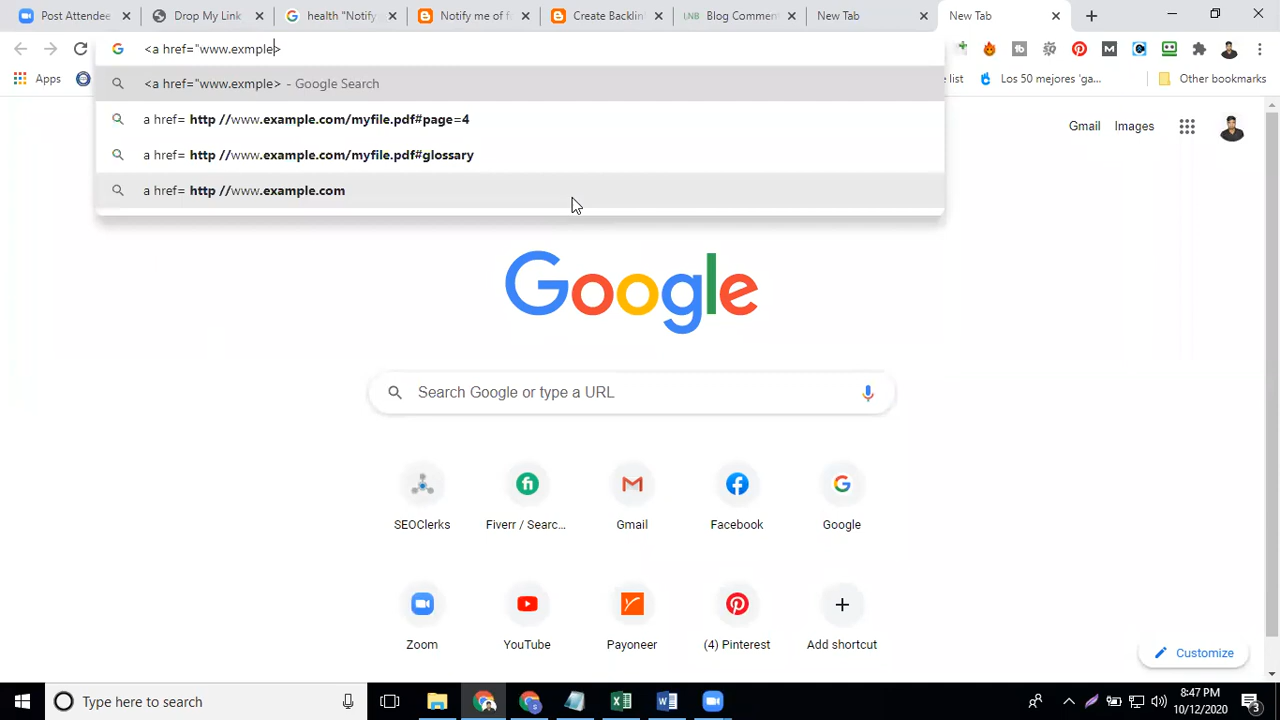 Post Attendee
Drop My Link
health "Notify
Notify me of f
Create Backlin
LNB
Blog Commen
New Tab
New Tab
<a href="www.exmple>
list
Apps
Los 50 mejores 'ga...
Other bookmarks
<a href="www.exmple> - Google Search
a href= http //www.example.com/myfile.pdf#page=4
a href= http //www.example.com/myfile.pdf#glossary
a href= http //www.example.com
Gmail
Images
Google
Search Google or type a URL
SEOClerks
Fiverr / Searc...
Gmail
Facebook
Google
Zoom
YouTube
Payoneer
(4) Pinterest
Add shortcut
Customize
Type here to search
8:47 PM
10/12/2020
3